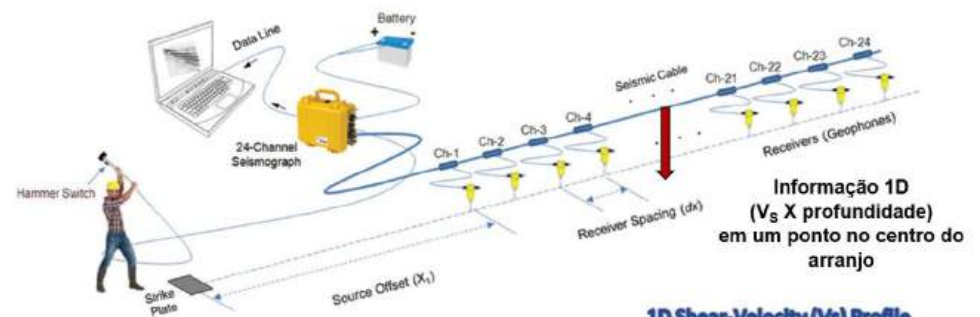 Battery
+ -
Data Line
24-Channel
Seismograph
Hammer Switch
Strike
Plate
Source Offset (X1)
Ch-1
Ch-2
Ch-3
Ch-4
Seismic Cable
Receiver Spacing (dx)
Ch-21
Ch-22
Ch-23
Ch-24
Receivers (Geophones)
Informação 1D
(VS X profundidade)
em um ponto no centro do
arranjo
1D Shear-Velocity (Vs) Profile